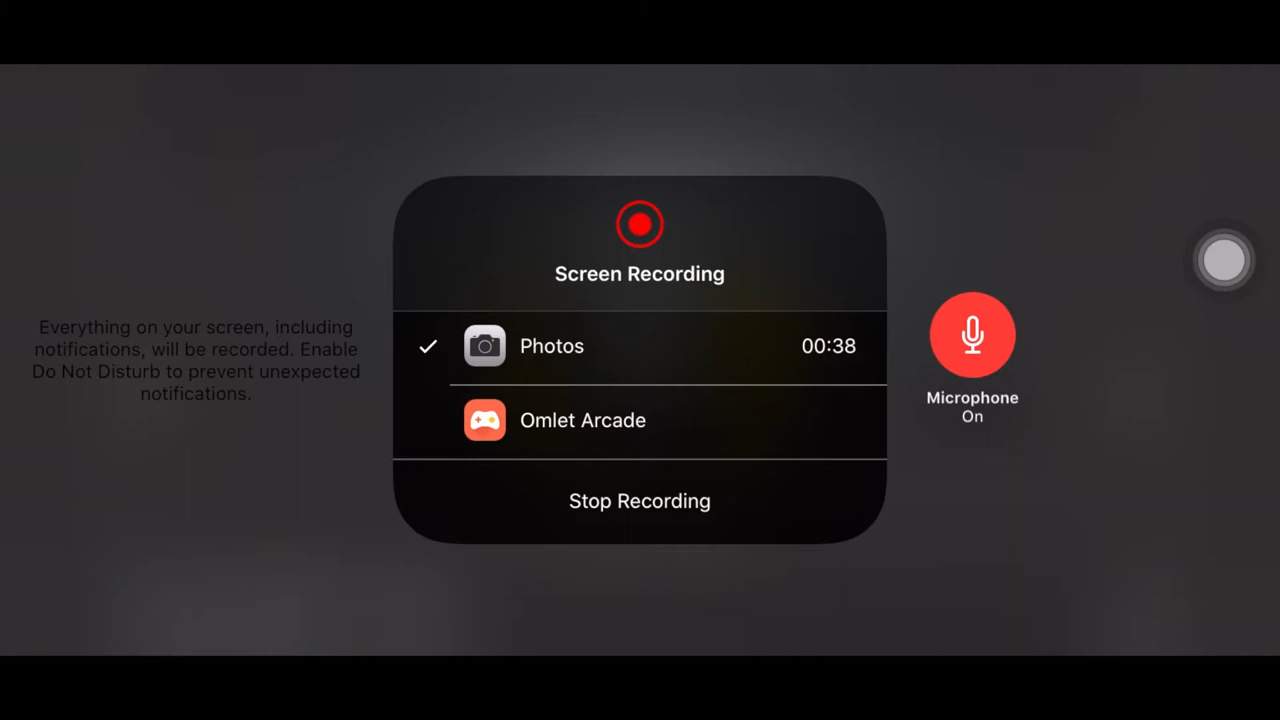 Screen Recording
Everything on your screen, including
notifications, will be recorded. Enable
Do Not Disturb to prevent unexpected
notifications.
Photos 00:38
Omlet Arcade
Stop Recording
Microphone
On